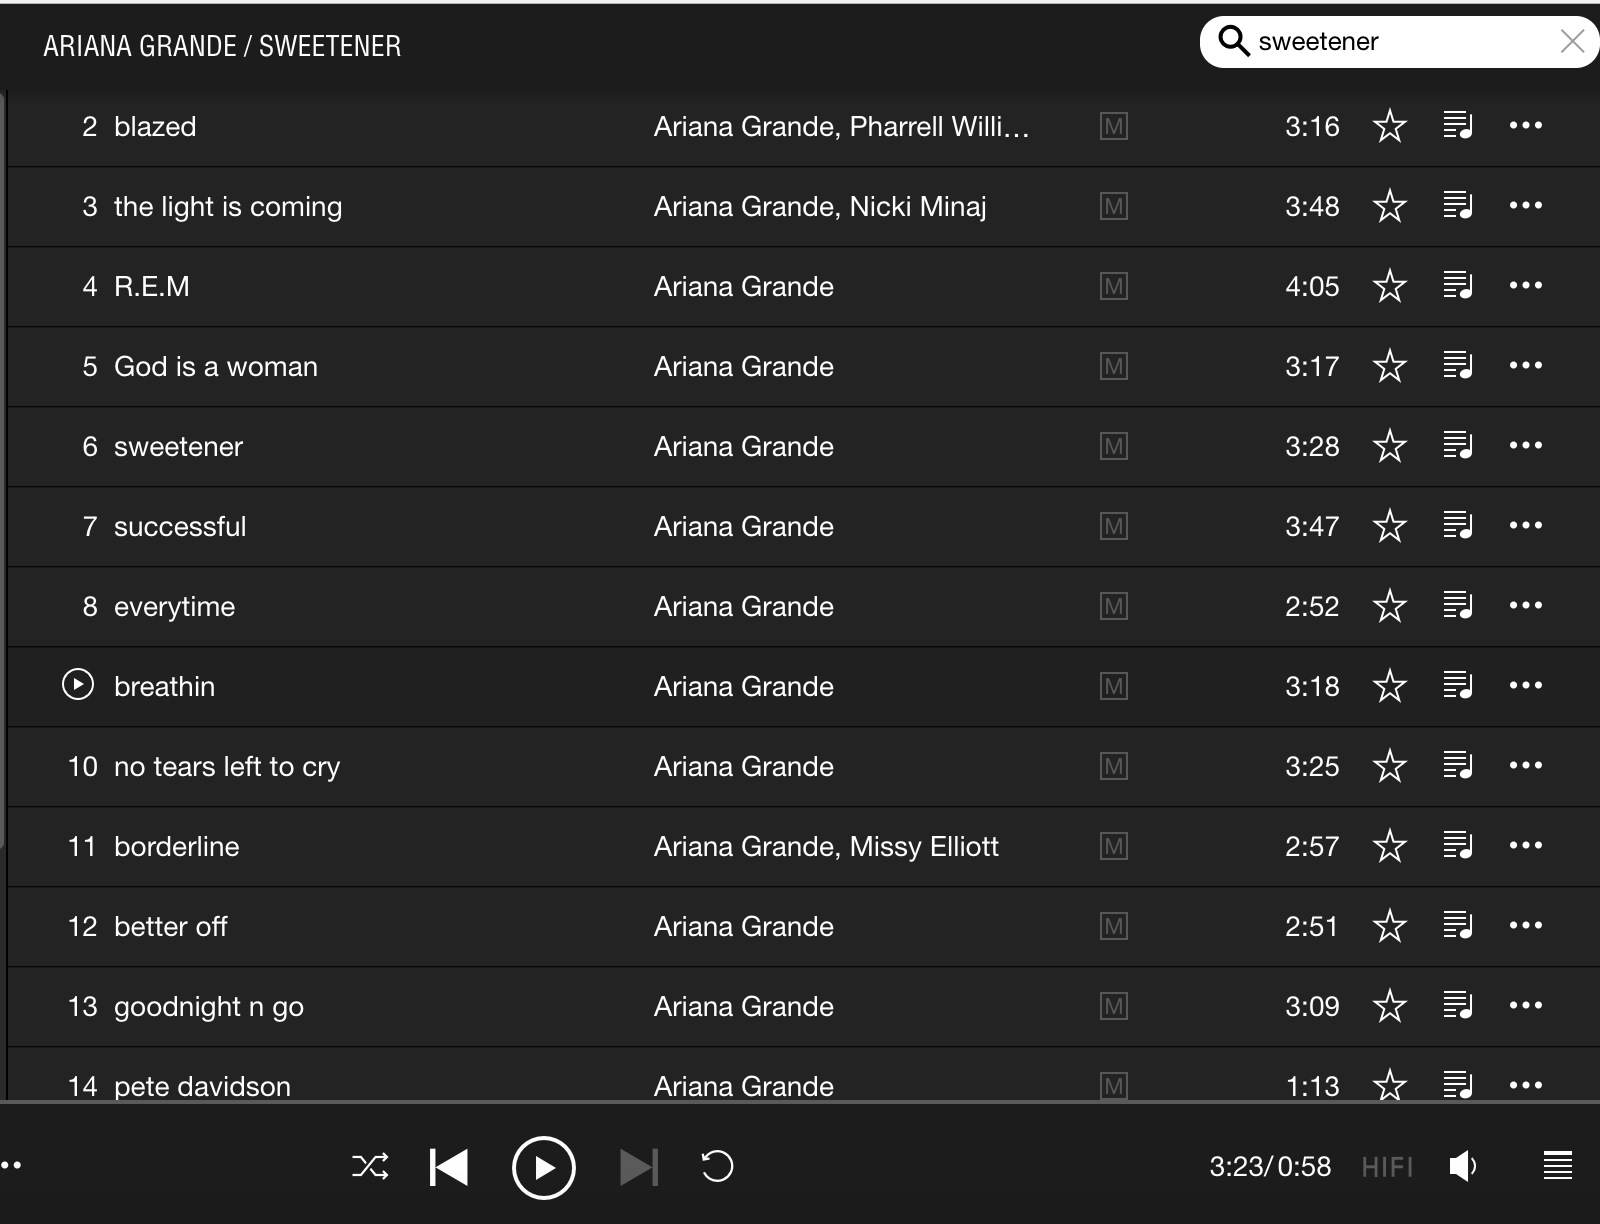 ARIANA GRANDE / SWEETENER
sweetener
2 blazed Ariana Grande, Pharrell Willi... M 3:16
3 the light is coming Ariana Grande, Nicki Minaj M 3:48
4 R.E.M Ariana Grande M 4:05
5 God is a woman Ariana Grande M 3:17
6 sweetener Ariana Grande M 3:28
7 successful Ariana Grande M 3:47
8 everytime Ariana Grande M 2:52
breathin Ariana Grande M 3:18
10 no tears left to cry Ariana Grande M 3:25
11 borderline Ariana Grande, Missy Elliott M 2:57
12 better off Ariana Grande M 2:51
13 goodnight n go Ariana Grande M 3:09
14 pete davidson Ariana Grande M 1:13
3:23/0:58 HIFI